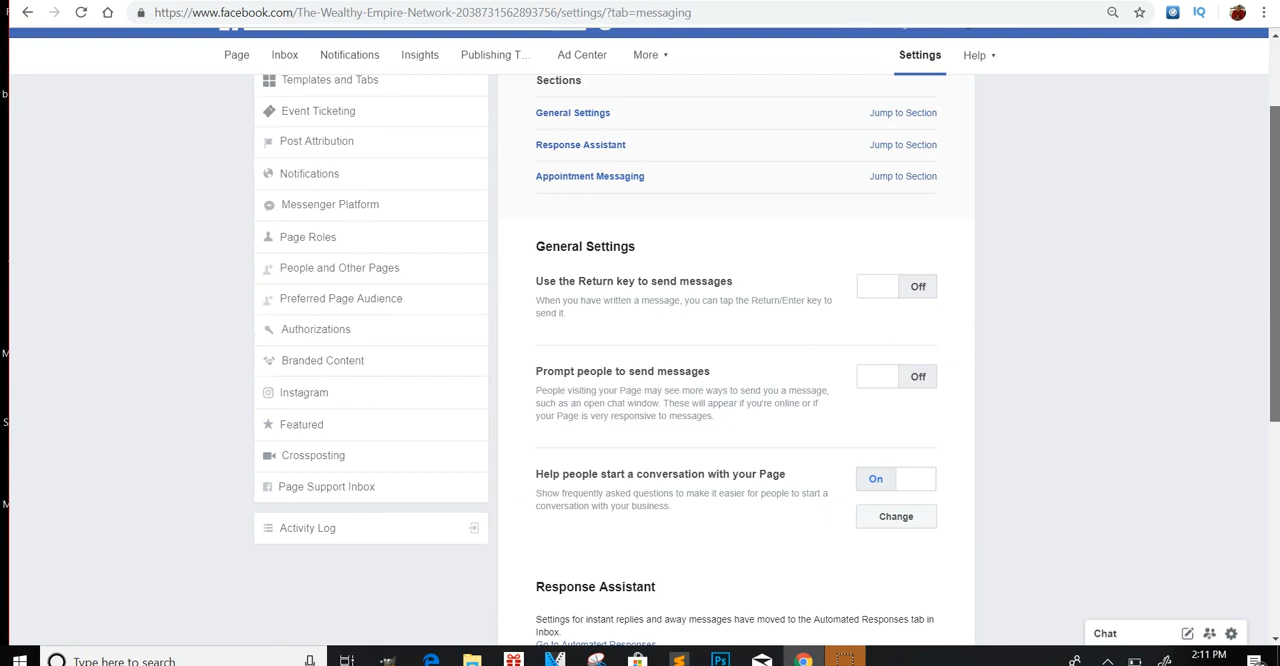 https://www.facebook.com/The-Wealthy-Empire-Network-2038731562893756/settings/?tab=messaging
IQ
Page Inbox Notifications Insights Publishing T... Ad Center More Settings Help
Templates and Tabs
Event Ticketing
Post Attribution
Notifications
Messenger Platform
Page Roles
People and Other Pages
Preferred Page Audience
Authorizations
Branded Content
Instagram
Featured
Crossposting
Page Support Inbox
Activity Log
Sections
General Settings Jump to Section
Response Assistant Jump to Section
Appointment Messaging Jump to Section
General Settings
Use the Return key to send messages
Off
When you have written a message, you can tap the Return/Enter key to
send it.
Prompt people to send messages
Off
People visiting your Page may see more ways to send you a message,
such as an open chat window. These will appear if you're online or if
your Page is very responsive to messages.
Help people start a conversation with your Page
On
Show frequently asked questions to make it easier for people to start a
conversation with your business.
Change
Response Assistant
Settings for instant replies and away messages have moved to the Automated Responses tab in
Inbox.
Go to Automated Responses
Chat
Type here to search
Ps
2:11 PM